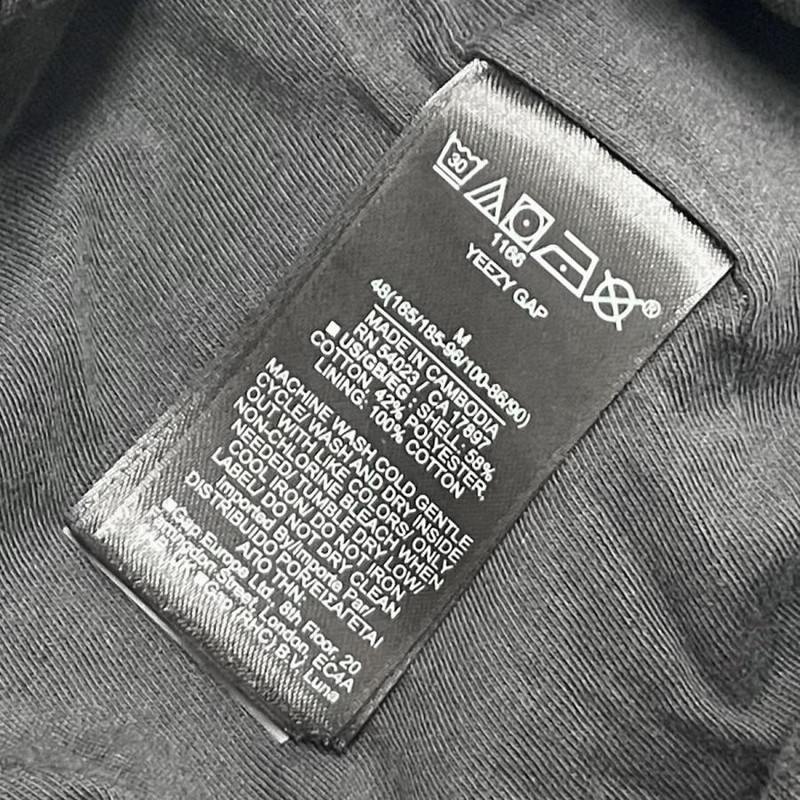 30
1166
YEEZY GAP
M
48(165/185-96/100-86/90)
MADE IN CAMBODIA
RN 54023 / CA 17897
US/GB/EG : SHELL: 58%
COTTON, 42% POLYESTER,
LINING: 100% COTTON
MACHINE WASH COLD GENTLE
CYCLE/WASH AND DRY INSIDE
OUT WITH LIKE COLORS/ ONLY
NON-CHLORINE BLEACH WHEN
NEEDED/ TUMBLE DRY LOW/
COOL IRON/ DO NOT IRON
LABEL/ DO NOT DRY CLEAN
Imported By/Importe Par/
DISTRIBUIDO POR/ΕΙΣΑΓΕΤΑΙ
ΑΠΟ ΤΗΝ:
Gap Europe Ltd, 8th Floor, 20
Street, London, EC4A
UK B.V Luna